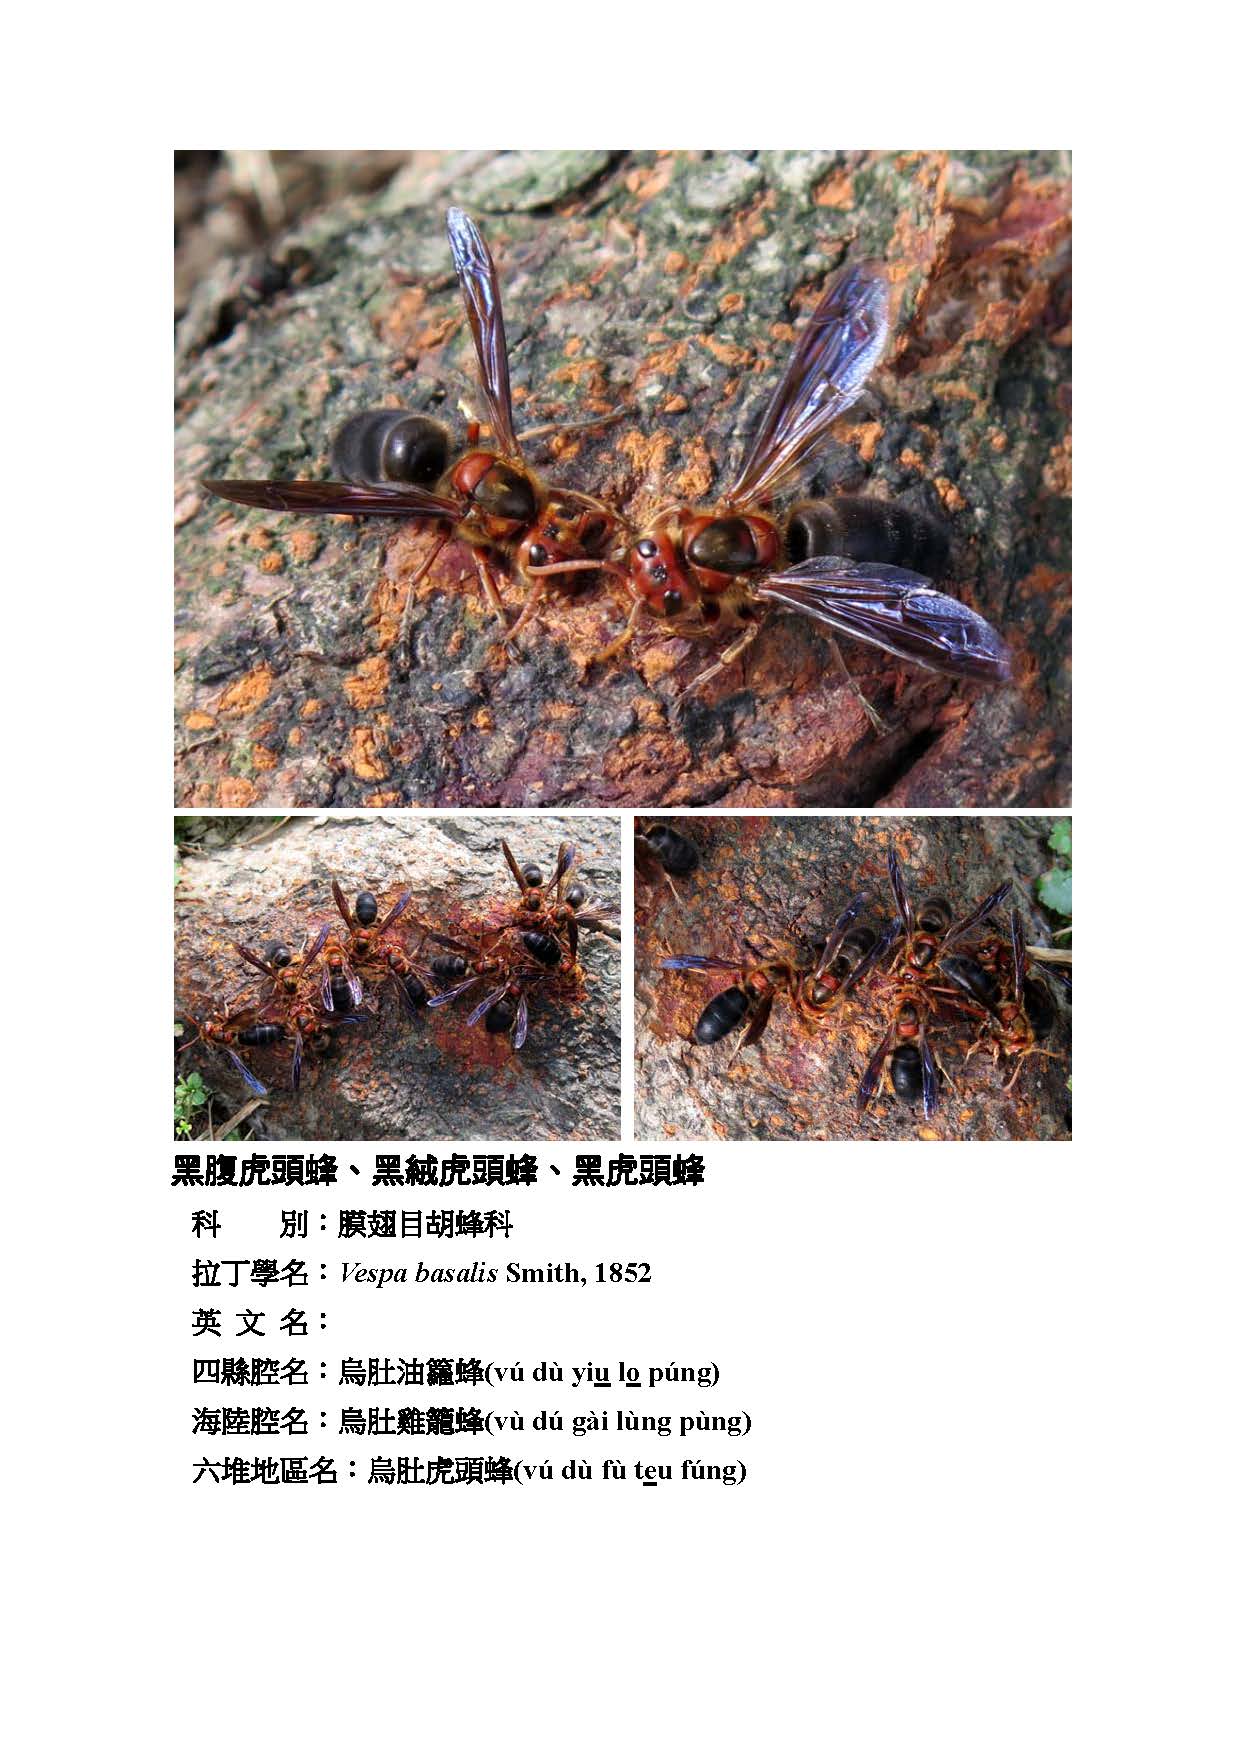 黑腹虎頭蜂、黑絨虎頭蜂、黑虎頭蜂
科　　別：膜翅目胡蜂科
拉丁學名：Vespa basalis Smith, 1852
英 文 名：
四縣腔名：烏肚油籮蜂(vú dù yiu lo púng)
海陸腔名：烏肚雞籠蜂(vù dú gài lùng pùng)
六堆地區名：烏肚虎頭蜂(vú dù fù teu fúng)